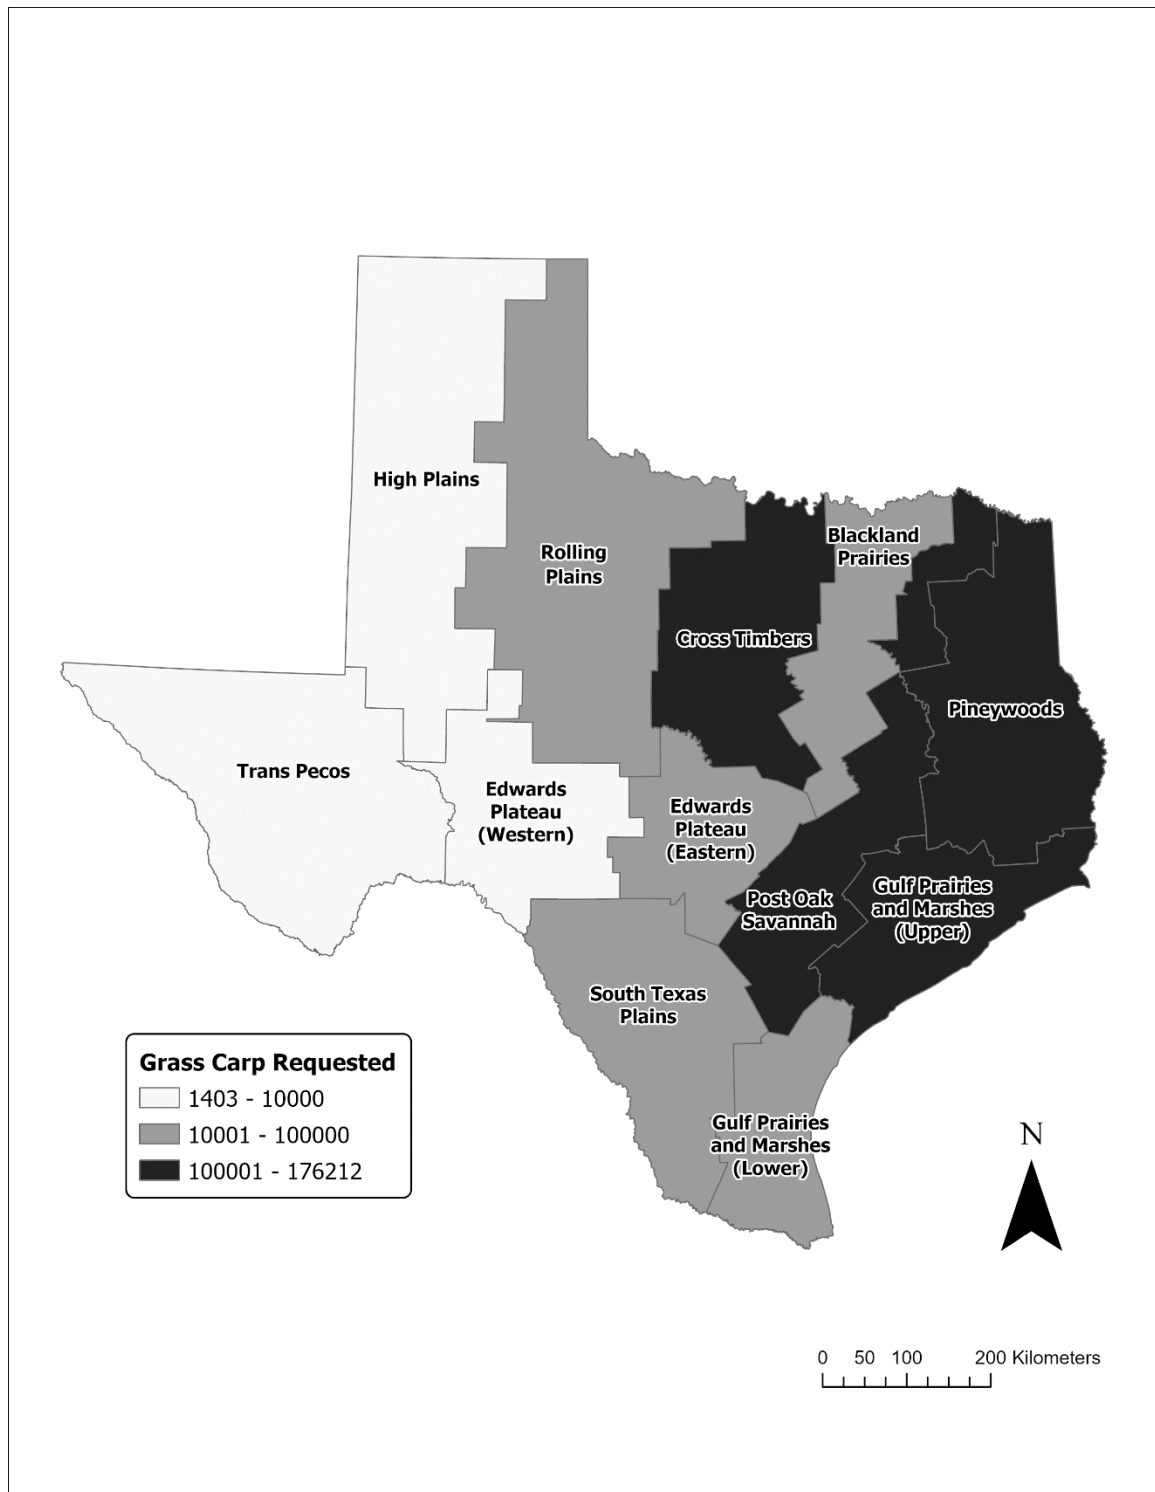 High Plains
Rolling
Plains
Blackland
Prairies
Cross Timbers
Pineywoods
Trans Pecos
Edwards
Plateau
(Western)
Edwards
Plateau
(Eastern)
Post Oak
Savannah
Gulf Prairies
and Marshes
(Upper)
South Texas
Plains
Gulf Prairies
and Marshes
(Lower)
Grass Carp Requested
1403 - 10000
10001 - 100000
100001 - 176212
N
0 50 100 200 Kilometers